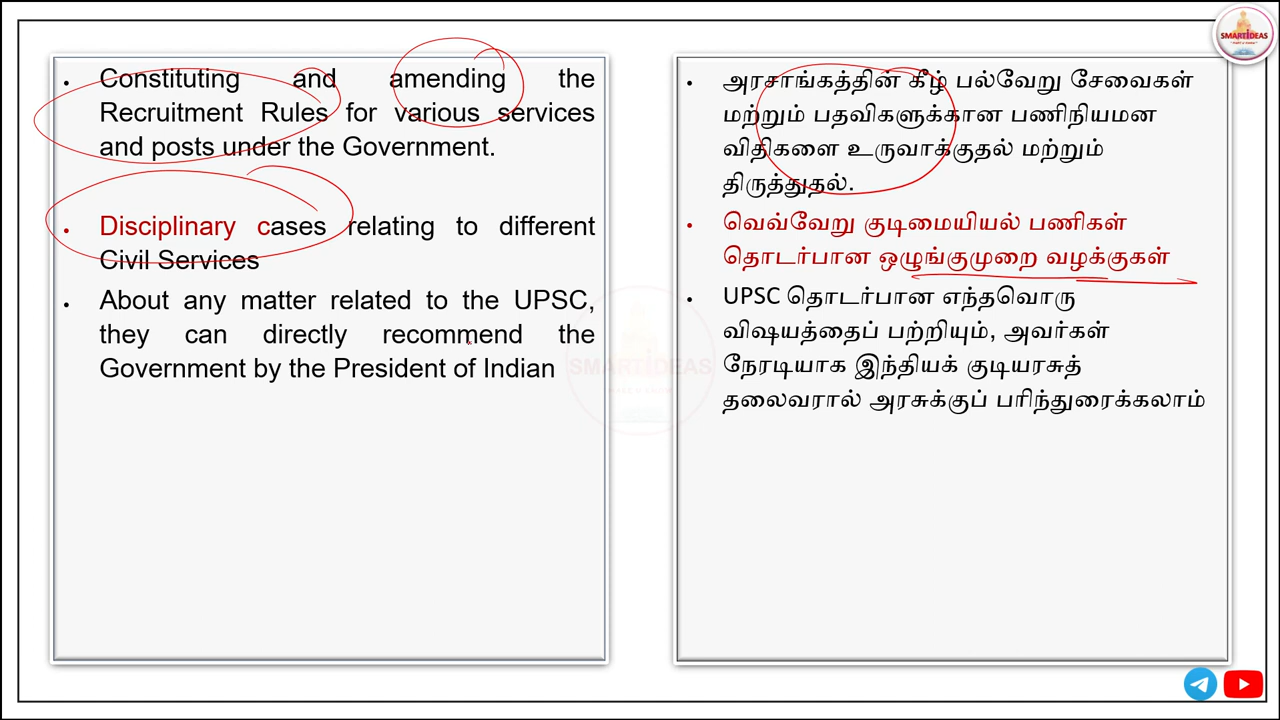 SMARTIDEAS
• Constituting and amending the
Recruitment Rules for various services
and posts under the Government.
• Disciplinary cases relating to different
Civil Services
• About any matter related to the UPSC,
they can directly recommend the
Government by the President of Indian
• அரசாங்கத்தின் கீழ் பல்வேறு சேவைகள்
மற்றும் பதவிகளுக்கான பணிநியமன
விதிகளை உருவாக்குதல் மற்றும்
திருத்துதல்.
• வெவ்வேறு குடிமையியல் பணிகள்
தொடர்பான ஒழுங்குமுறை வழக்குகள்
• UPSC தொடர்பான எந்தவொரு
விஷயத்தைப் பற்றியும், அவர்கள்
நேரடியாக இந்தியக் குடியரசுத்
தலைவரால் அரசுக்குப் பரிந்துரைக்கலாம்
SMARTIDEAS